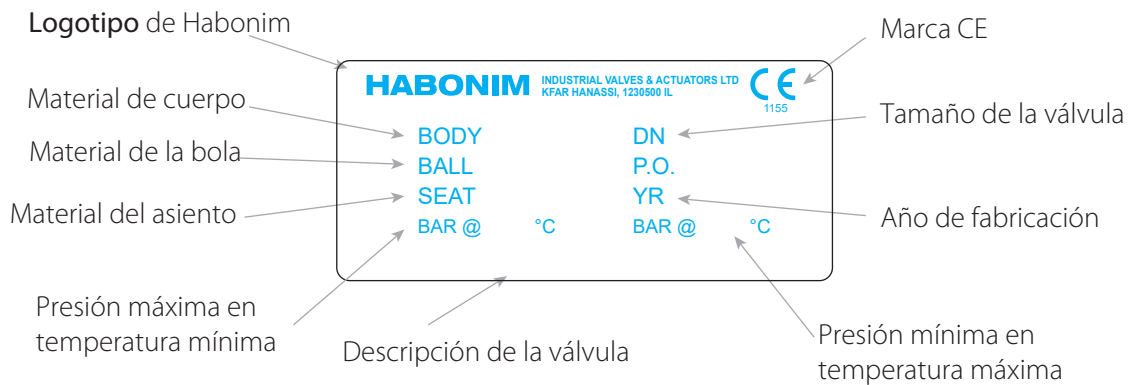 Logotipo de Habonim
Marca CE
HABONIM
INDUSTRIAL VALVES & ACTUATORS LTD
KFAR HANASSI, 1230500 IL
CE
1155
Material de cuerpo
BODY
DN
Tamaño de la válvula
Material de la bola
BALL
P.O.
Material del asiento
SEAT
YR
Año de fabricación
BAR @ °C
BAR @ °C
Presión máxima en
temperatura mínima
Descripción de la válvula
Presión mínima en
temperatura máxima